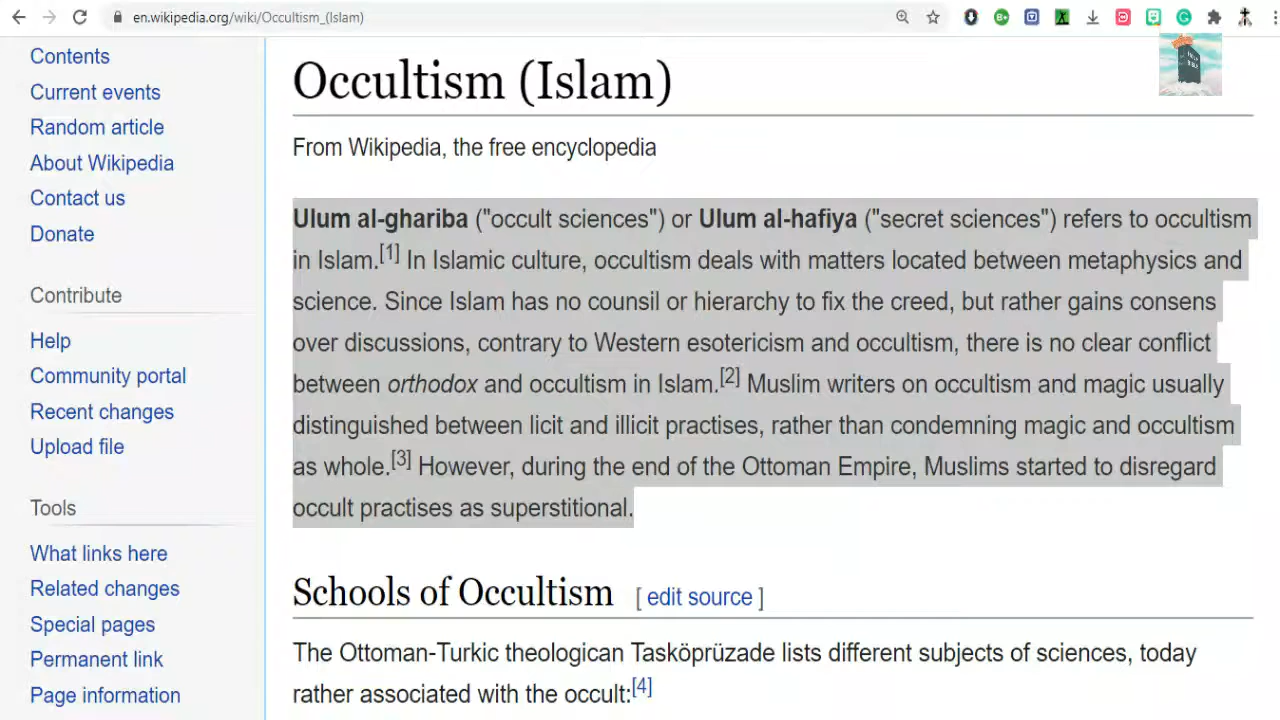 en.wikipedia.org/wiki/Occultism_(Islam)
Contents
Current events
Random article
About Wikipedia
Contact us
Donate
Contribute
Help
Community portal
Recent changes
Upload file
Tools
What links here
Related changes
Special pages
Permanent link
Page information
Occultism (Islam)
From Wikipedia, the free encyclopedia
Ulum al-ghariba ("occult sciences") or Ulum al-hafiya ("secret sciences") refers to occultism
in Islam.[1] In Islamic culture, occultism deals with matters located between metaphysics and
science. Since Islam has no counsil or hierarchy to fix the creed, but rather gains consens
over discussions, contrary to Western esotericism and occultism, there is no clear conflict
between orthodox and occultism in Islam.[2] Muslim writers on occultism and magic usually
distinguished between licit and illicit practises, rather than condemning magic and occultism
as whole.[3] However, during the end of the Ottoman Empire, Muslims started to disregard
occult practises as superstitional.
Schools of Occultism [ edit source ]
The Ottoman-Turkic theologican Tasköprüzade lists different subjects of sciences, today
rather associated with the occult:[4]